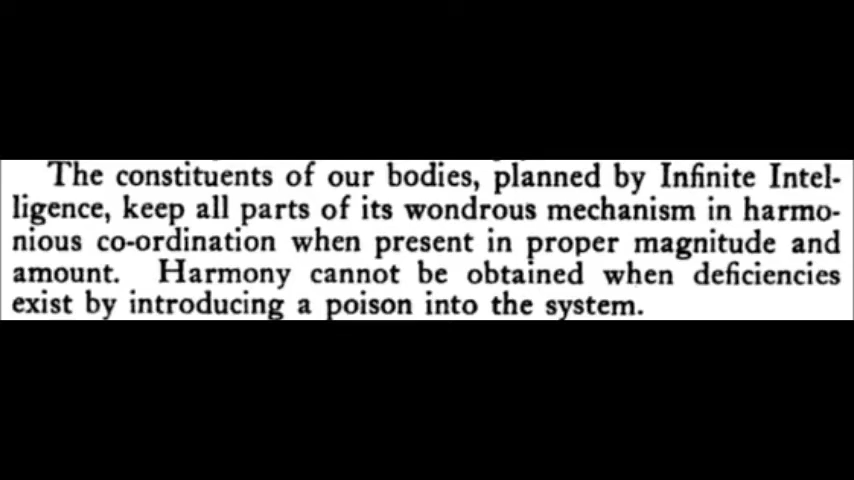 The constituents of our bodies, planned by Infinite Intel-
ligence, keep all parts of its wondrous mechanism in harmo-
nious co-ordination when present in proper magnitude and
amount. Harmony cannot be obtained when deficiencies
exist by introducing a poison into the system.